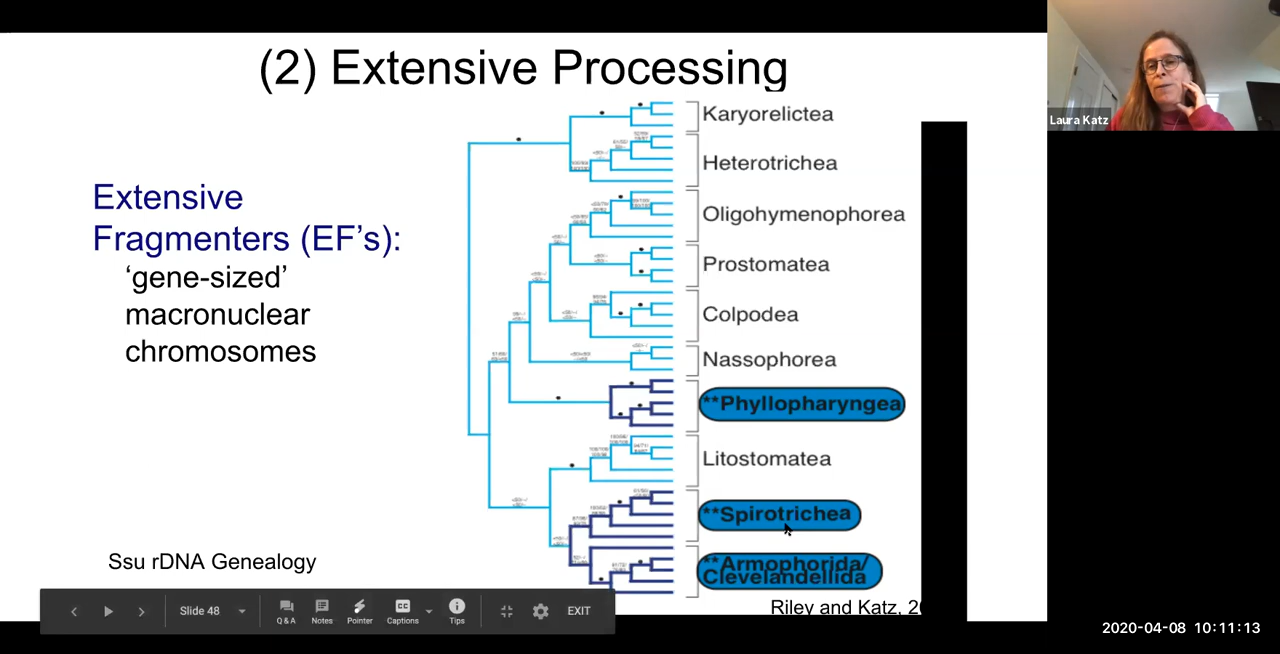 (2) Extensive Processing
Laura Katz
Extensive
Fragmenters (EF's):
'gene-sized'
macronuclear
chromosomes
Karyorelictea
Heterotrichea
Oligohymenophorea
Prostomatea
Colpodea
Nassophorea
**Phyllopharyngea
Litostomatea
**Spirotrichea
**Armophorida/
Clevelandellida
Ssu rDNA Genealogy
Riley and Katz, 20
Slide 48
Q & A
Notes
Pointer
CC
Captions
Tips
EXIT
2020-04-08 10:11:13